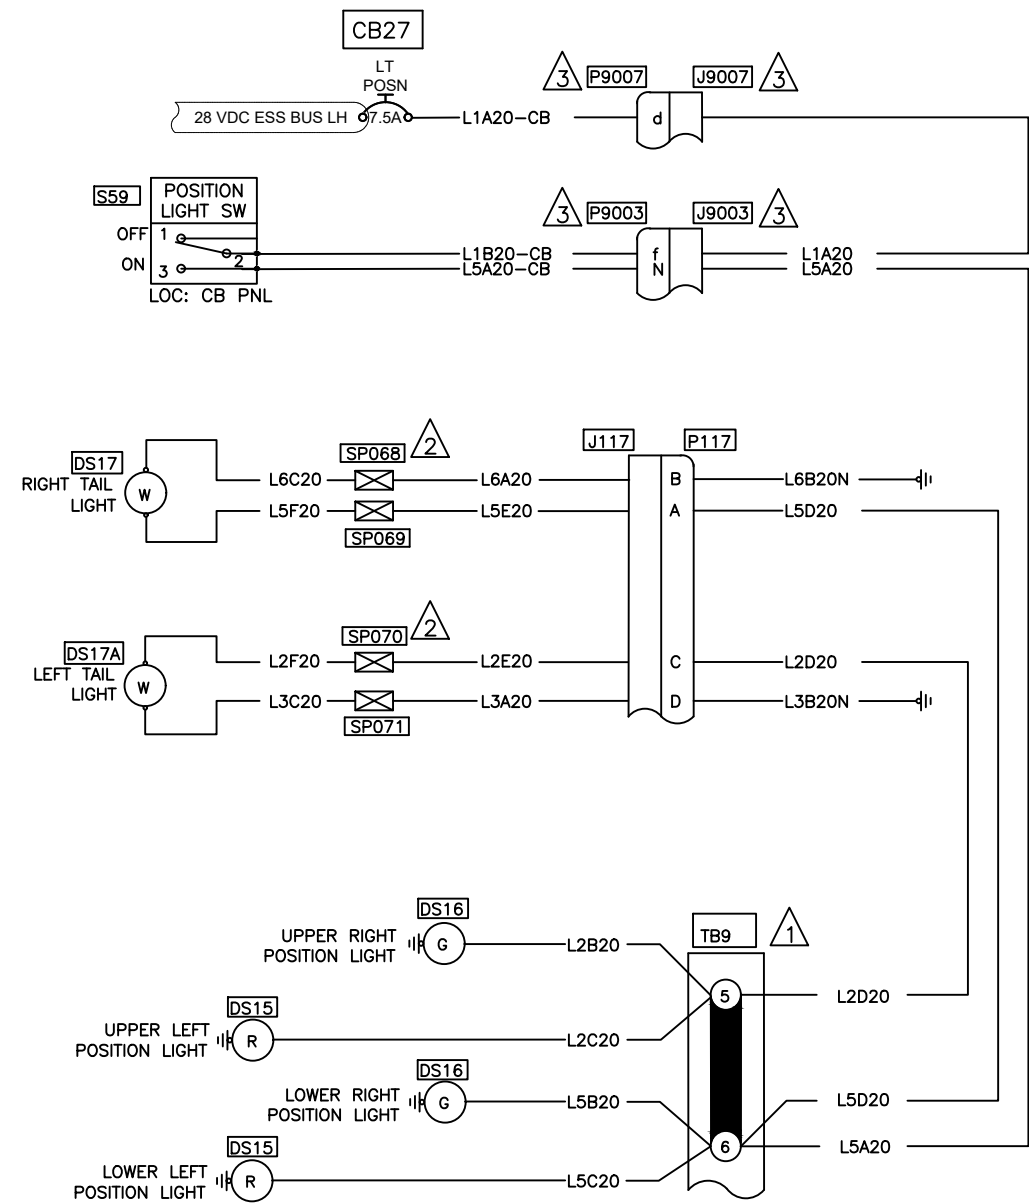 CB27
LT
POSN
28 VDC ESS BUS LH
7.5A
L1A20-CB
3
P9007
J9007
3
d
S59
POSITION
LIGHT SW
OFF
1
2
ON
3
LOC: CB PNL
L1B20-CB
L5A20-CB
3
P9003
J9003
3
f
N
L1A20
L5A20
DS17
RIGHT TAIL
LIGHT
W
L6C20
L5F20
SP068
2
SP069
L6A20
L5E20
J117
P117
B
A
L6B20N
L5D20
DS17A
LEFT TAIL
LIGHT
W
L2F20
L3C20
SP070
2
SP071
L2E20
L3A20
C
D
L2D20
L3B20N
UPPER RIGHT
POSITION LIGHT
DS16
G
L2B20
TB9
1
5
L2D20
UPPER LEFT
POSITION LIGHT
DS15
R
L2C20
LOWER RIGHT
POSITION LIGHT
DS16
G
L5B20
L5D20
6
L5A20
LOWER LEFT
POSITION LIGHT
DS15
R
L5C20